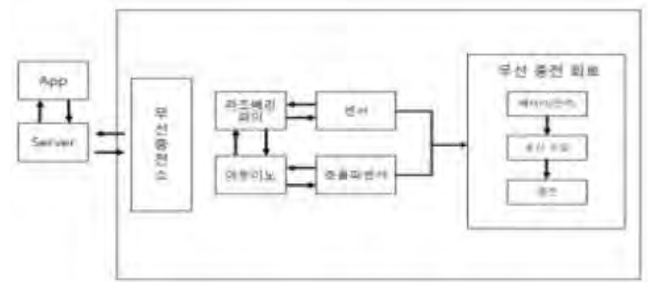 App
Server
무선충전소
라즈베리
파이
센서
아두이노
초음파센서
무선 충전 회로